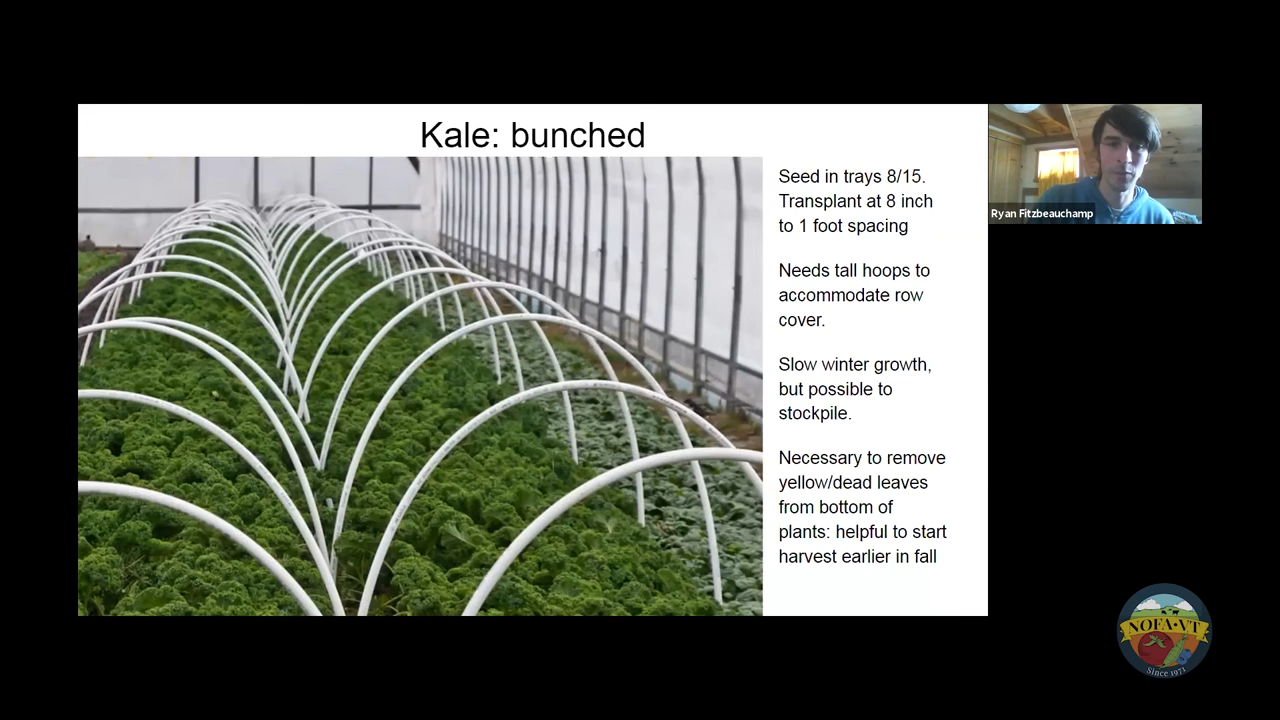 Kale: bunched
Seed in trays 8/15.
Transplant at 8 inch
to 1 foot spacing
Needs tall hoops to
accommodate row
cover.
Slow winter growth,
but possible to
stockpile.
Necessary to remove
yellow/dead leaves
from bottom of
plants: helpful to start
harvest earlier in fall
Ryan Fitzbeauchamp
NOFA•VT
Since 1971